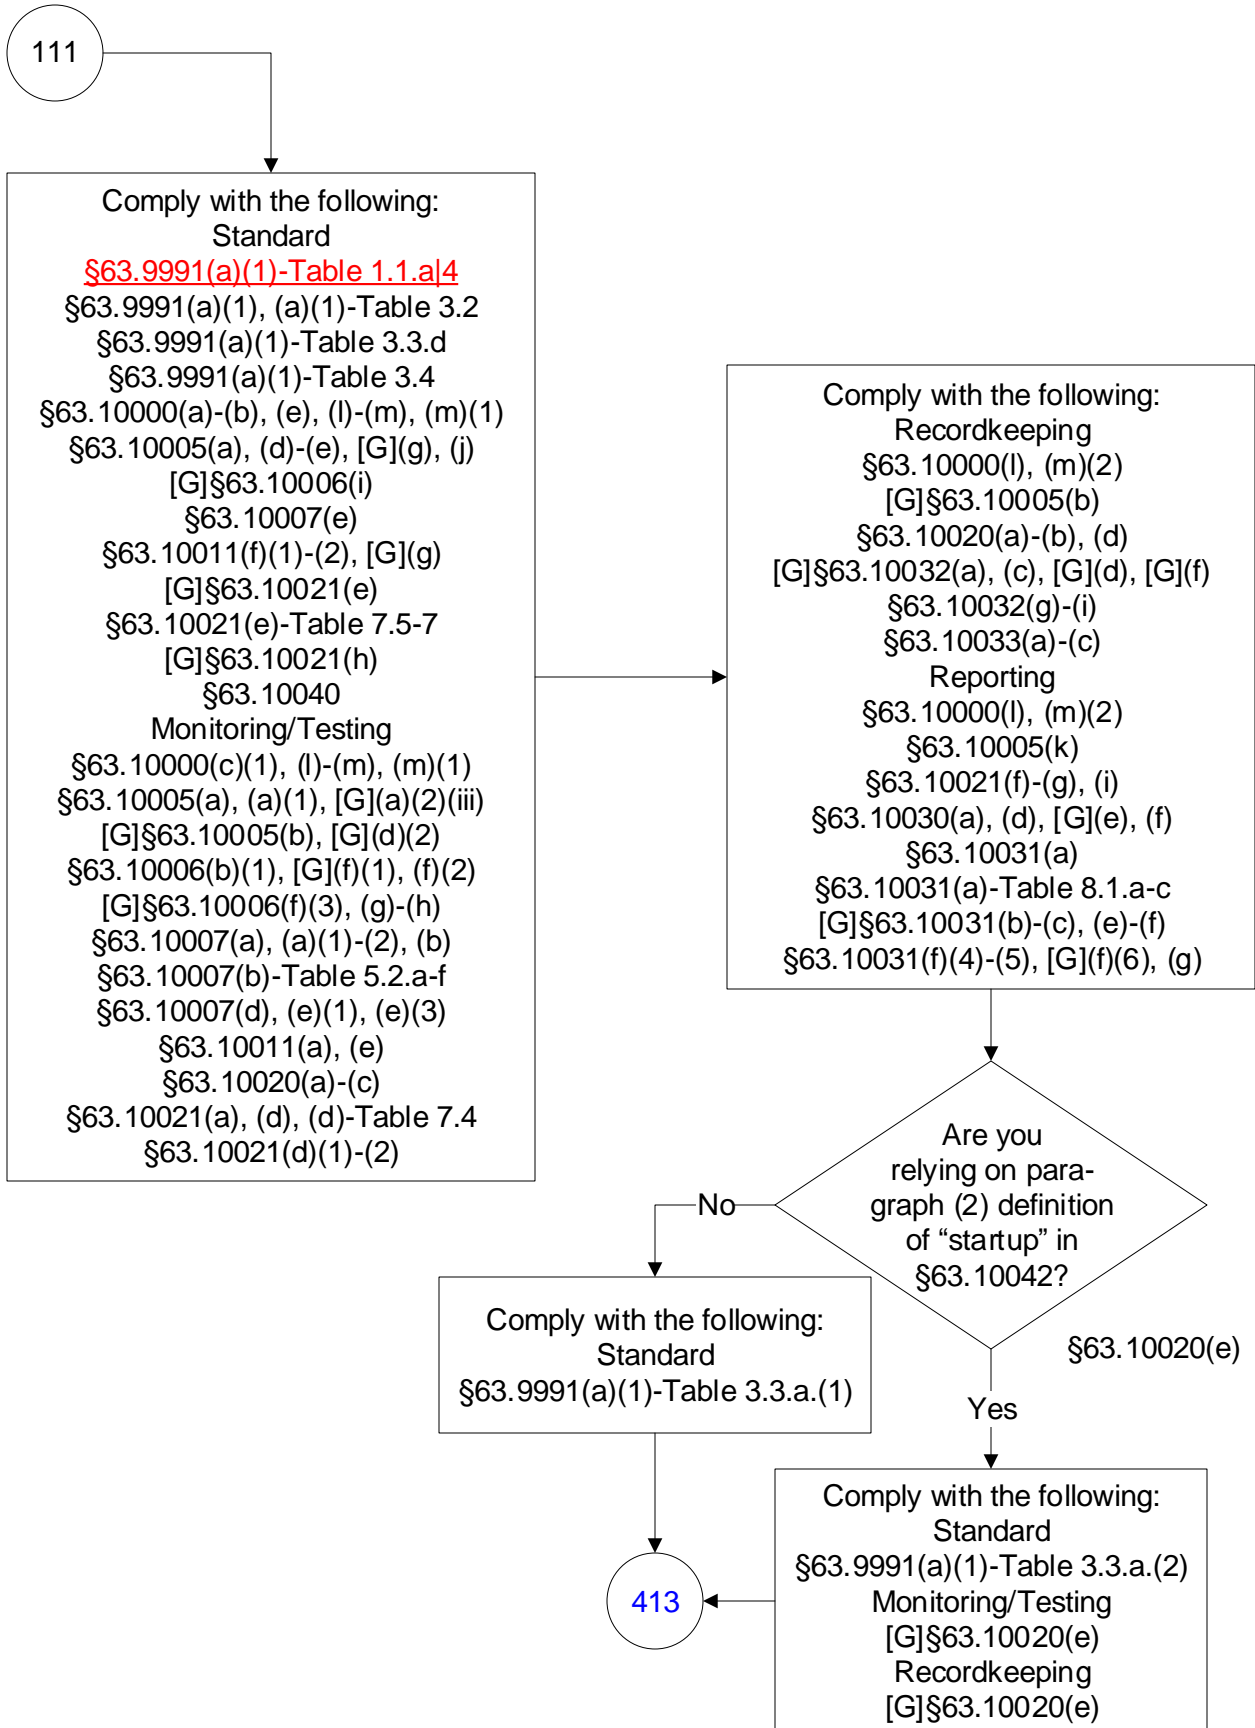 111
Comply with the following:
Standard
§63.9991(a)(1)-Table 1.1.a|4
§63.9991(a)(1), (a)(1)-Table 3.2
§63.9991(a)(1)-Table 3.3.d
§63.9991(a)(1)-Table 3.4
§63.10000(a)-(b), (e), (l)-(m), (m)(1)
§63.10005(a), (d)-(e), [G](g), (j)
[G]§63.10006(i)
§63.10007(e)
§63.10011(f)(1)-(2), [G](g)
[G]§63.10021(e)
§63.10021(e)-Table 7.5-7
[G]§63.10021(h)
§63.10040
Monitoring/Testing
§63.10000(c)(1), (l)-(m), (m)(1)
§63.10005(a), (a)(1), [G](a)(2)(iii)
[G]§63.10005(b), [G](d)(2)
§63.10006(b)(1), [G](f)(1), (f)(2)
[G]§63.10006(f)(3), (g)-(h)
§63.10007(a), (a)(1)-(2), (b)
§63.10007(b)-Table 5.2.a-f
§63.10007(d), (e)(1), (e)(3)
§63.10011(a), (e)
§63.10020(a)-(c)
§63.10021(a), (d), (d)-Table 7.4
§63.10021(d)(1)-(2)
Comply with the following:
Recordkeeping
§63.10000(l), (m)(2)
[G]§63.10005(b)
§63.10020(a)-(b), (d)
[G]§63.10032(a), (c), [G](d), [G](f)
§63.10032(g)-(i)
§63.10033(a)-(c)
Reporting
§63.10000(l), (m)(2)
§63.10005(k)
§63.10021(f)-(g), (i)
§63.10030(a), (d), [G](e), (f)
§63.10031(a)
§63.10031(a)-Table 8.1.a-c
[G]§63.10031(b)-(c), (e)-(f)
§63.10031(f)(4)-(5), [G](f)(6), (g)
Are you
relying on para-
graph (2) definition
of “startup” in
§63.10042?
§63.10020(e)
No
Comply with the following:
Standard
§63.9991(a)(1)-Table 3.3.a.(1)
Yes
Comply with the following:
Standard
§63.9991(a)(1)-Table 3.3.a.(2)
Monitoring/Testing
[G]§63.10020(e)
Recordkeeping
[G]§63.10020(e)
413